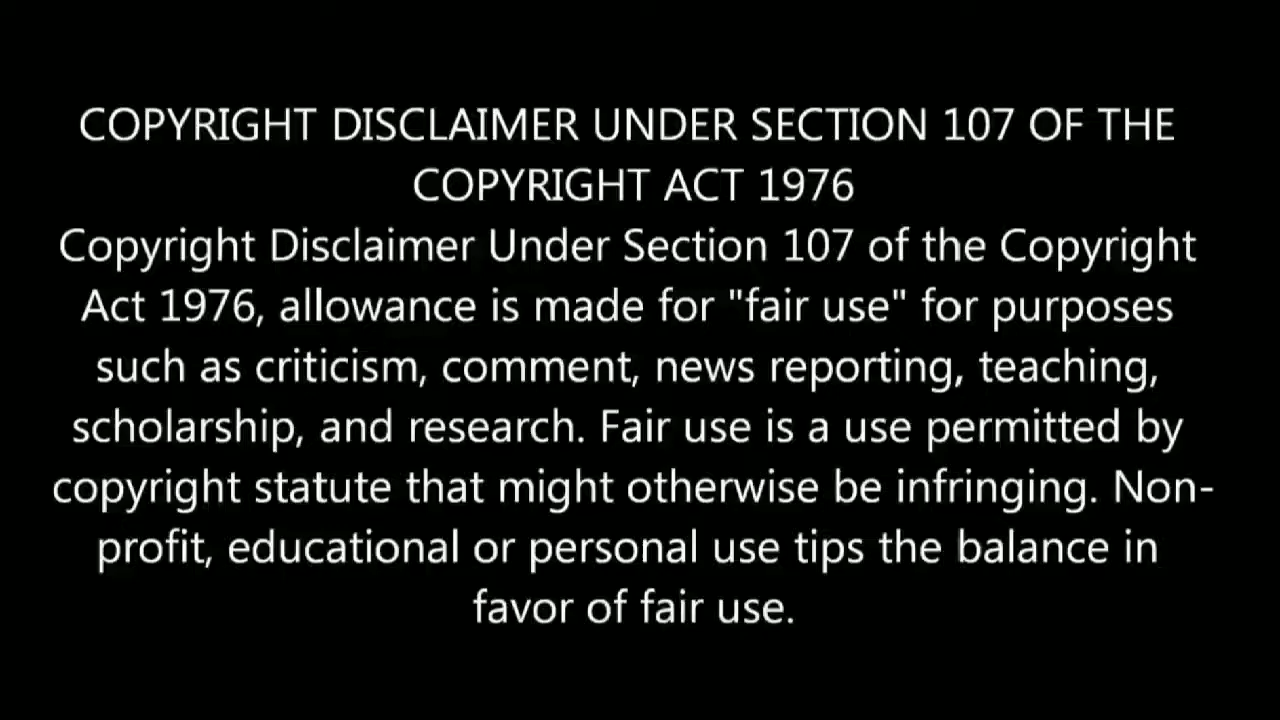 COPYRIGHT DISCLAIMER UNDER SECTION 107 OF THE
COPYRIGHT ACT 1976
Copyright Disclaimer Under Section 107 of the Copyright
Act 1976, allowance is made for "fair use" for purposes
such as criticism, comment, news reporting, teaching,
scholarship, and research. Fair use is a use permitted by
copyright statute that might otherwise be infringing. Non-
profit, educational or personal use tips the balance in
favor of fair use.